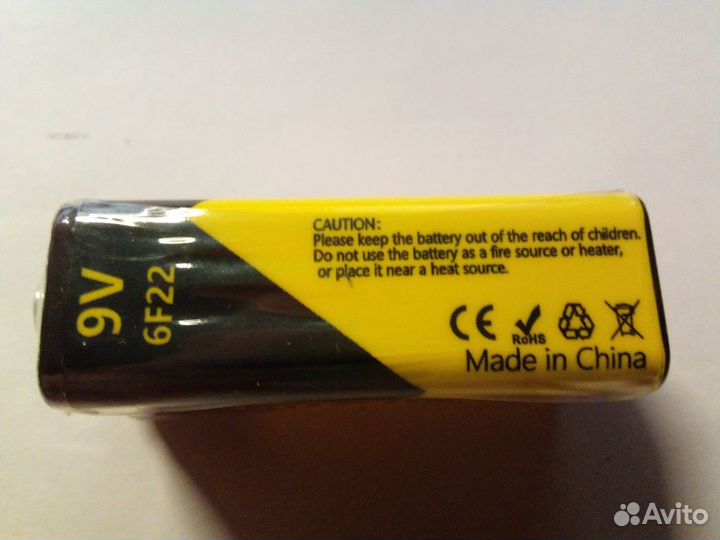 9V
6F22
CAUTION:
Please keep the battery out of the reach of children.
Do not use the battery as a fire source or heater,
or place it near a heat source.
CE
RoHS
Made in China
Avito